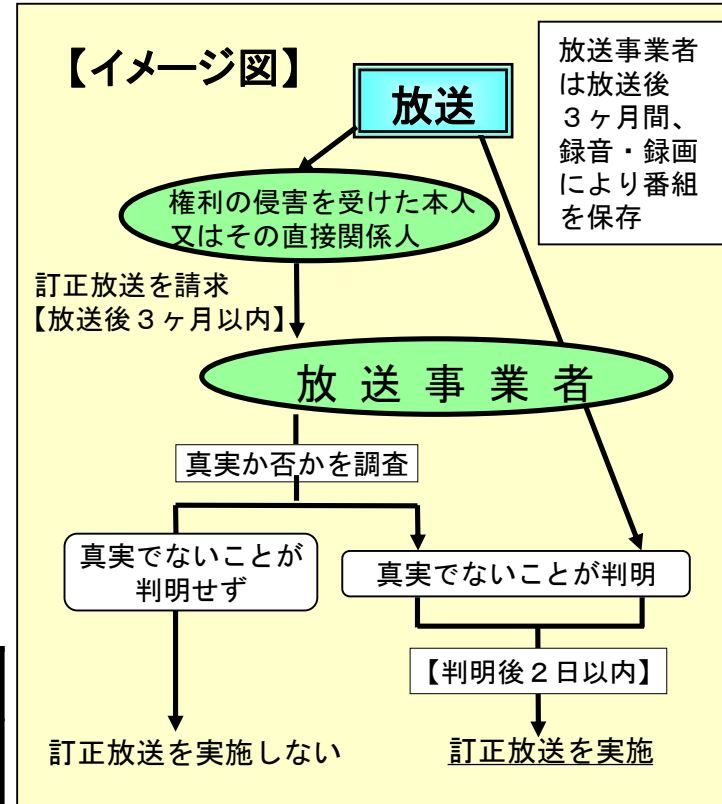 【イメージ図】
放送
放送事業者
は放送後
３ヶ月間、
録音・録画
により番組
を保存
権利の侵害を受けた本人
又はその直接関係人
訂正放送を請求
【放送後３ヶ月以内】
放送事業者
真実か否かを調査
真実でないことが
判明せず
真実でないことが判明
【判明後２日以内】
訂正放送を実施しない
訂正放送を実施